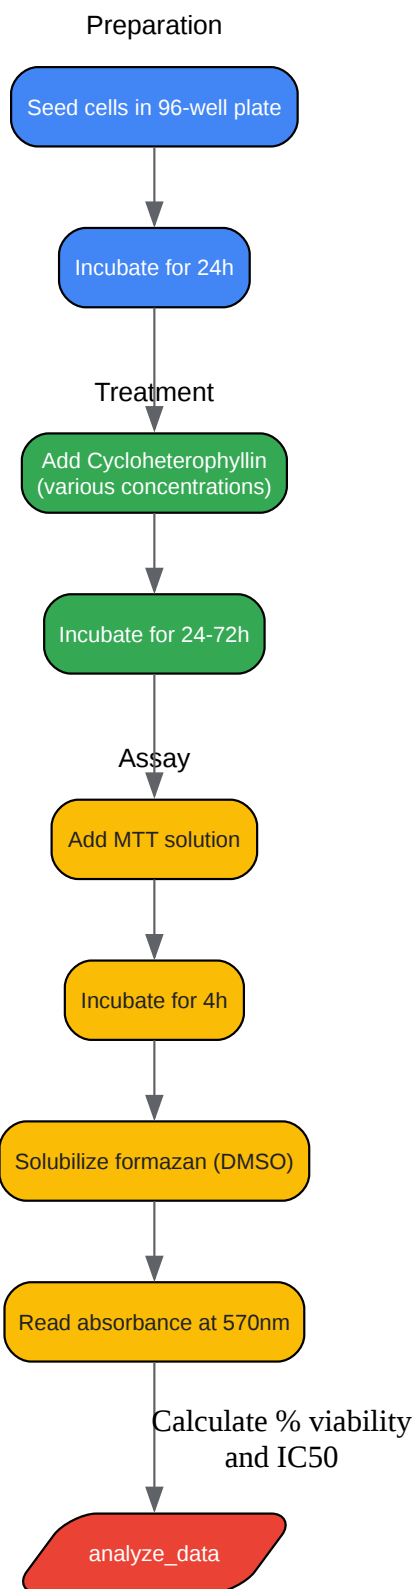 Preparation
Seed cells in 96-well plate
Incubate for 24h
Treatment
Add Cycloheterophyllin
(various concentrations)
Incubate for 24-72h
Assay
Add MTT solution
Incubate for 4h
Solubilize formazan (DMSO)
Read absorbance at 570nm
Calculate % viability
and IC50
analyze_data